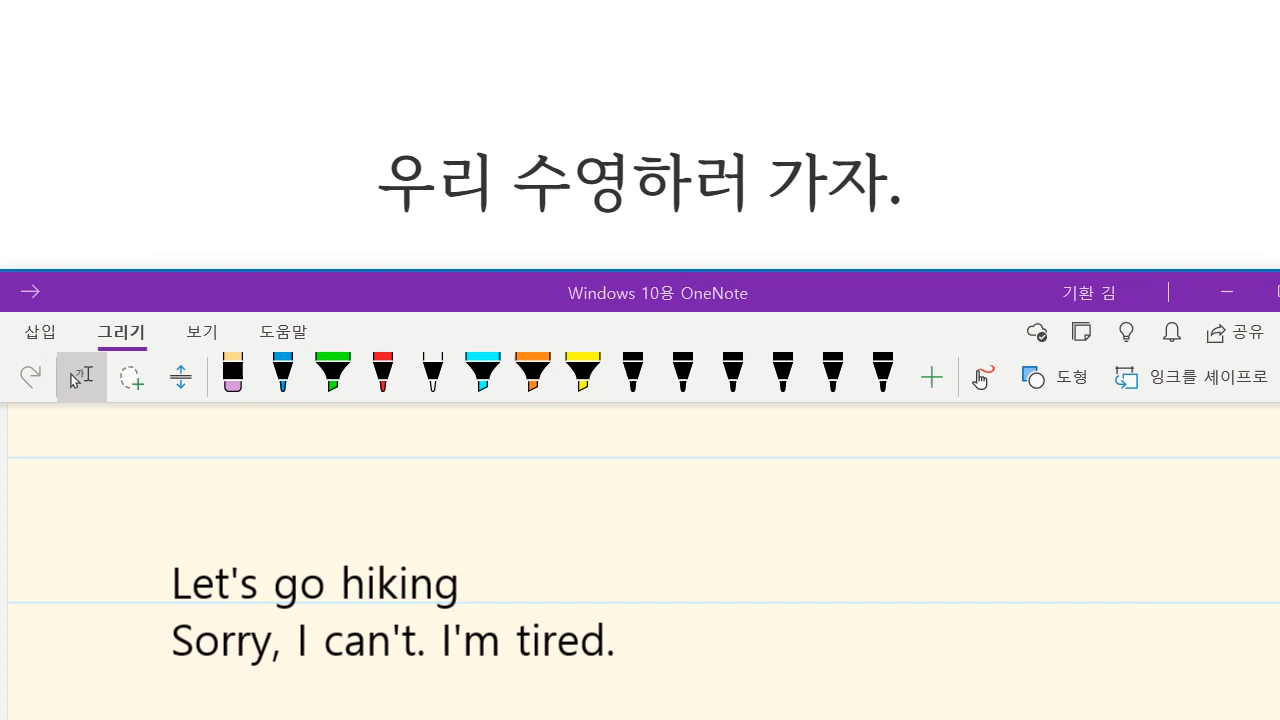 우리 수영하러 가자.
Windows 10용 OneNote
기환 김
삽입 그리기 보기 도움말
공유
가
도형
잉크를 셰이프로
Let's go hiking
Sorry, I can't. I'm tired.